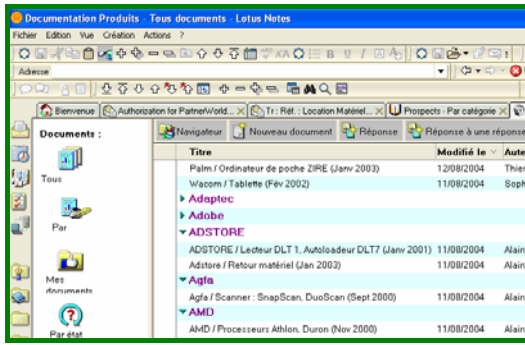 Documentation Produits - Tous documents - Lotus Notes
Fichier Edition Vue Création Actions ?
Adresse
Bienvenue Authorization for PartnerWorld... Tr : Réf. : Location Matériel... Prospects - Par catégorie
Documents : Navigateur Nouveau document Réponse Réponse à une réponse
Titre Modifié le Aute
Palm / Ordinateur de poche ZIRE (Janv 2003) 12/08/2004 Thier
Wacom / Tablette (Fév 2002) 11/08/2004 Soph
Tous
Adaptec
Adobe
ADSTORE
Par
ADSTORE / Lecteur DLT 1, Autoloadeur DLT7 (Janv 2001) 11/08/2004 Alain
Adstore / Retour matériel (Jan 2003) 11/08/2004 Alain
Mes
documents
Agfa
Agfa / Scanner : SnapScan, DuoScan (Sept 2000) 11/08/2004 Alain
AMD
AMD / Processeurs Athlon, Duron (Nov 2000) 11/08/2004 Alain
Par état